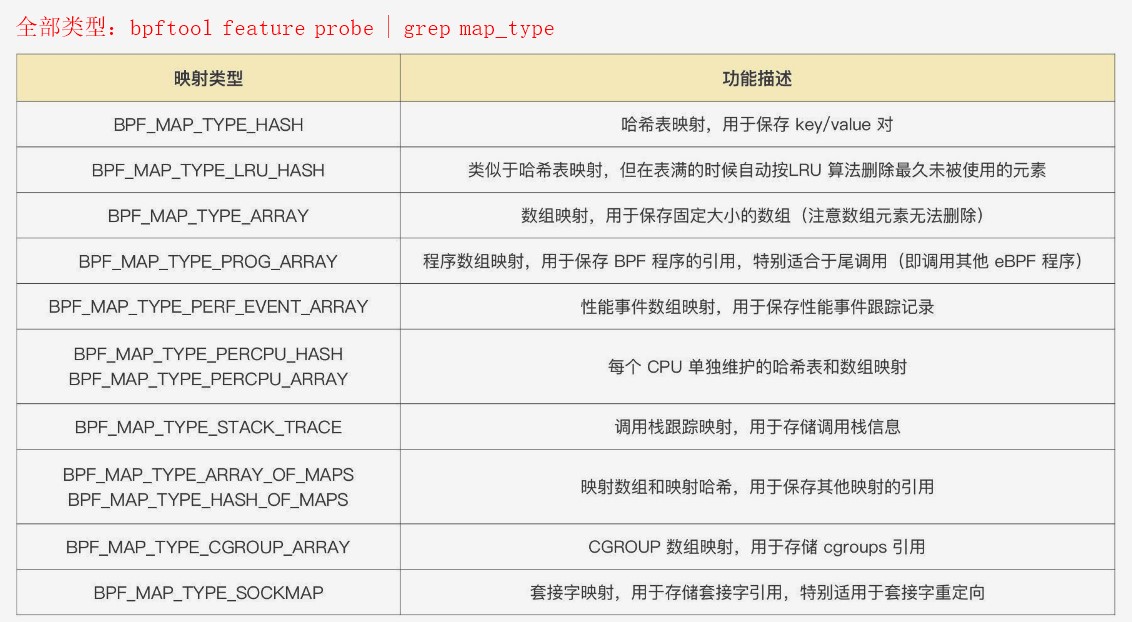 全部类型：bpftool feature probe | grep map_type
映射类型 功能描述
BPF_MAP_TYPE_HASH 哈希表映射，用于保存 key/value 对
BPF_MAP_TYPE_LRU_HASH 类似于哈希表映射，但在表满的时候自动按LRU 算法删除最久未被使用的元素
BPF_MAP_TYPE_ARRAY 数组映射，用于保存固定大小的数组（注意数组元素无法删除）
BPF_MAP_TYPE_PROG_ARRAY 程序数组映射，用于保存 BPF 程序的引用，特别适合于尾调用（即调用其他 eBPF 程序）
BPF_MAP_TYPE_PERF_EVENT_ARRAY 性能事件数组映射，用于保存性能事件跟踪记录
BPF_MAP_TYPE_PERCPU_HASH
BPF_MAP_TYPE_PERCPU_ARRAY
每个 CPU 单独维护的哈希表和数组映射
BPF_MAP_TYPE_STACK_TRACE 调用栈跟踪映射，用于存储调用栈信息
BPF_MAP_TYPE_ARRAY_OF_MAPS
BPF_MAP_TYPE_HASH_OF_MAPS
映射数组和映射哈希，用于保存其他映射的引用
BPF_MAP_TYPE_CGROUP_ARRAY CGROUP 数组映射，用于存储 cgroups 引用
BPF_MAP_TYPE_SOCKMAP 套接字映射，用于存储套接字引用，特别适用于套接字重定向